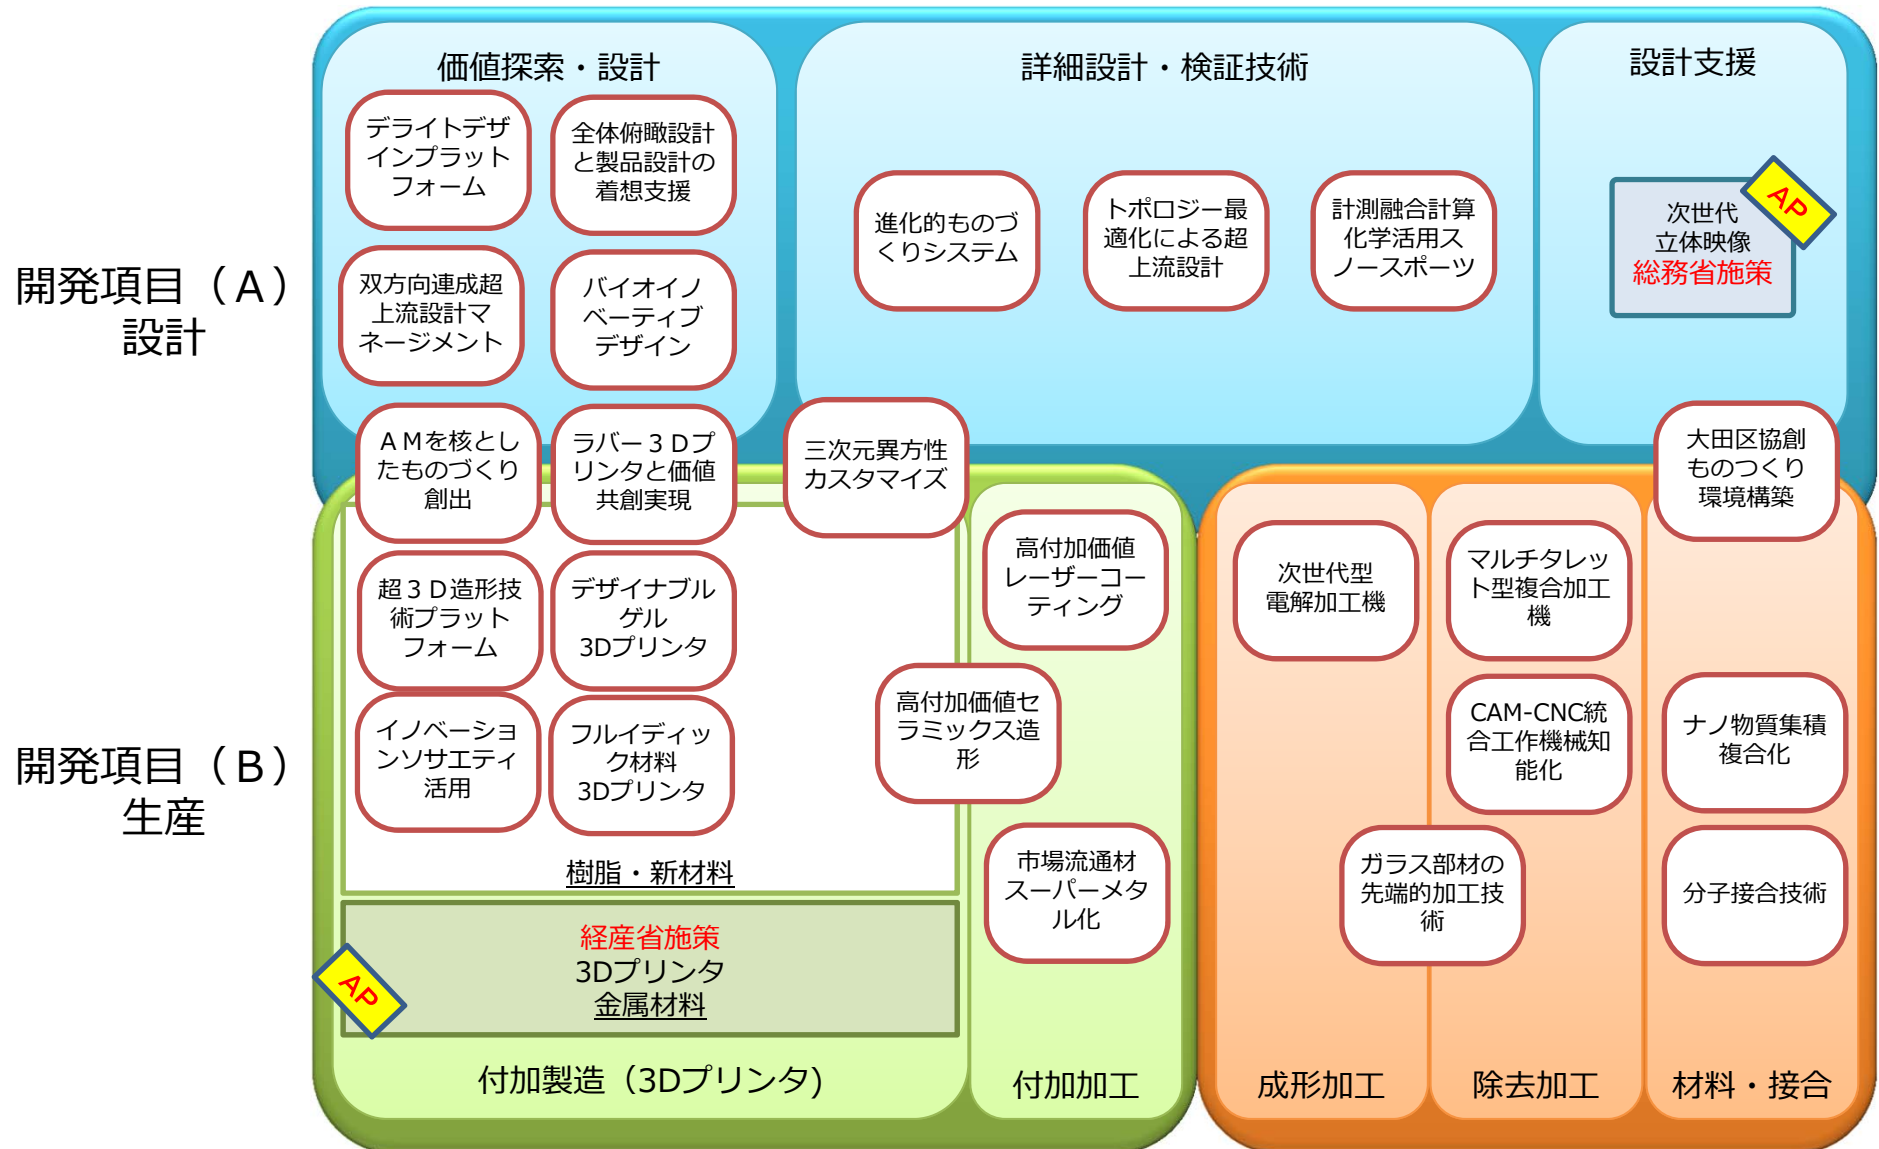 開発項目（A）
設計
価値探索・設計
デライトデザ
インプラット
フォーム
全体俯瞰設計
と製品設計の
着想支援
双方向連成超
上流設計マ
ネージメント
バイオイノ
ベーティブ
デザイン
詳細設計・検証技術
進化的ものづ
くりシステム
トポロジー最
適化による超
上流設計
計測融合計算
化学活用ス
ノースポーツ
設計支援
次世代
立体映像
総務省施策
AP
ＡＭを核とし
たものづくり
創出
ラバー３Ｄプ
リンタと価値
共創実現
三次元異方性
カスタマイズ
大田区協創
ものつくり
環境構築
開発項目（B）
生産
超３Ｄ造形技
術プラット
フォーム
デザイナブル
ゲル
3Dプリンタ
イノベーショ
ンソサエティ
活用
フルイディッ
ク材料
3Dプリンタ
樹脂・新材料
経産省施策
3Dプリンタ
金属材料
AP
付加製造（3Dプリンタ)
高付加価値
レーザーコー
ティング
高付加価値セ
ラミックス造
形
市場流通材
スーパーメタ
ル化
付加加工
次世代型
電解加工機
ガラス部材の
先端的加工技
術
成形加工
マルチタレッ
ト型複合加工
機
CAM-CNC統
合工作機械知
能化
除去加工
ナノ物質集積
複合化
分子接合技術
材料・接合